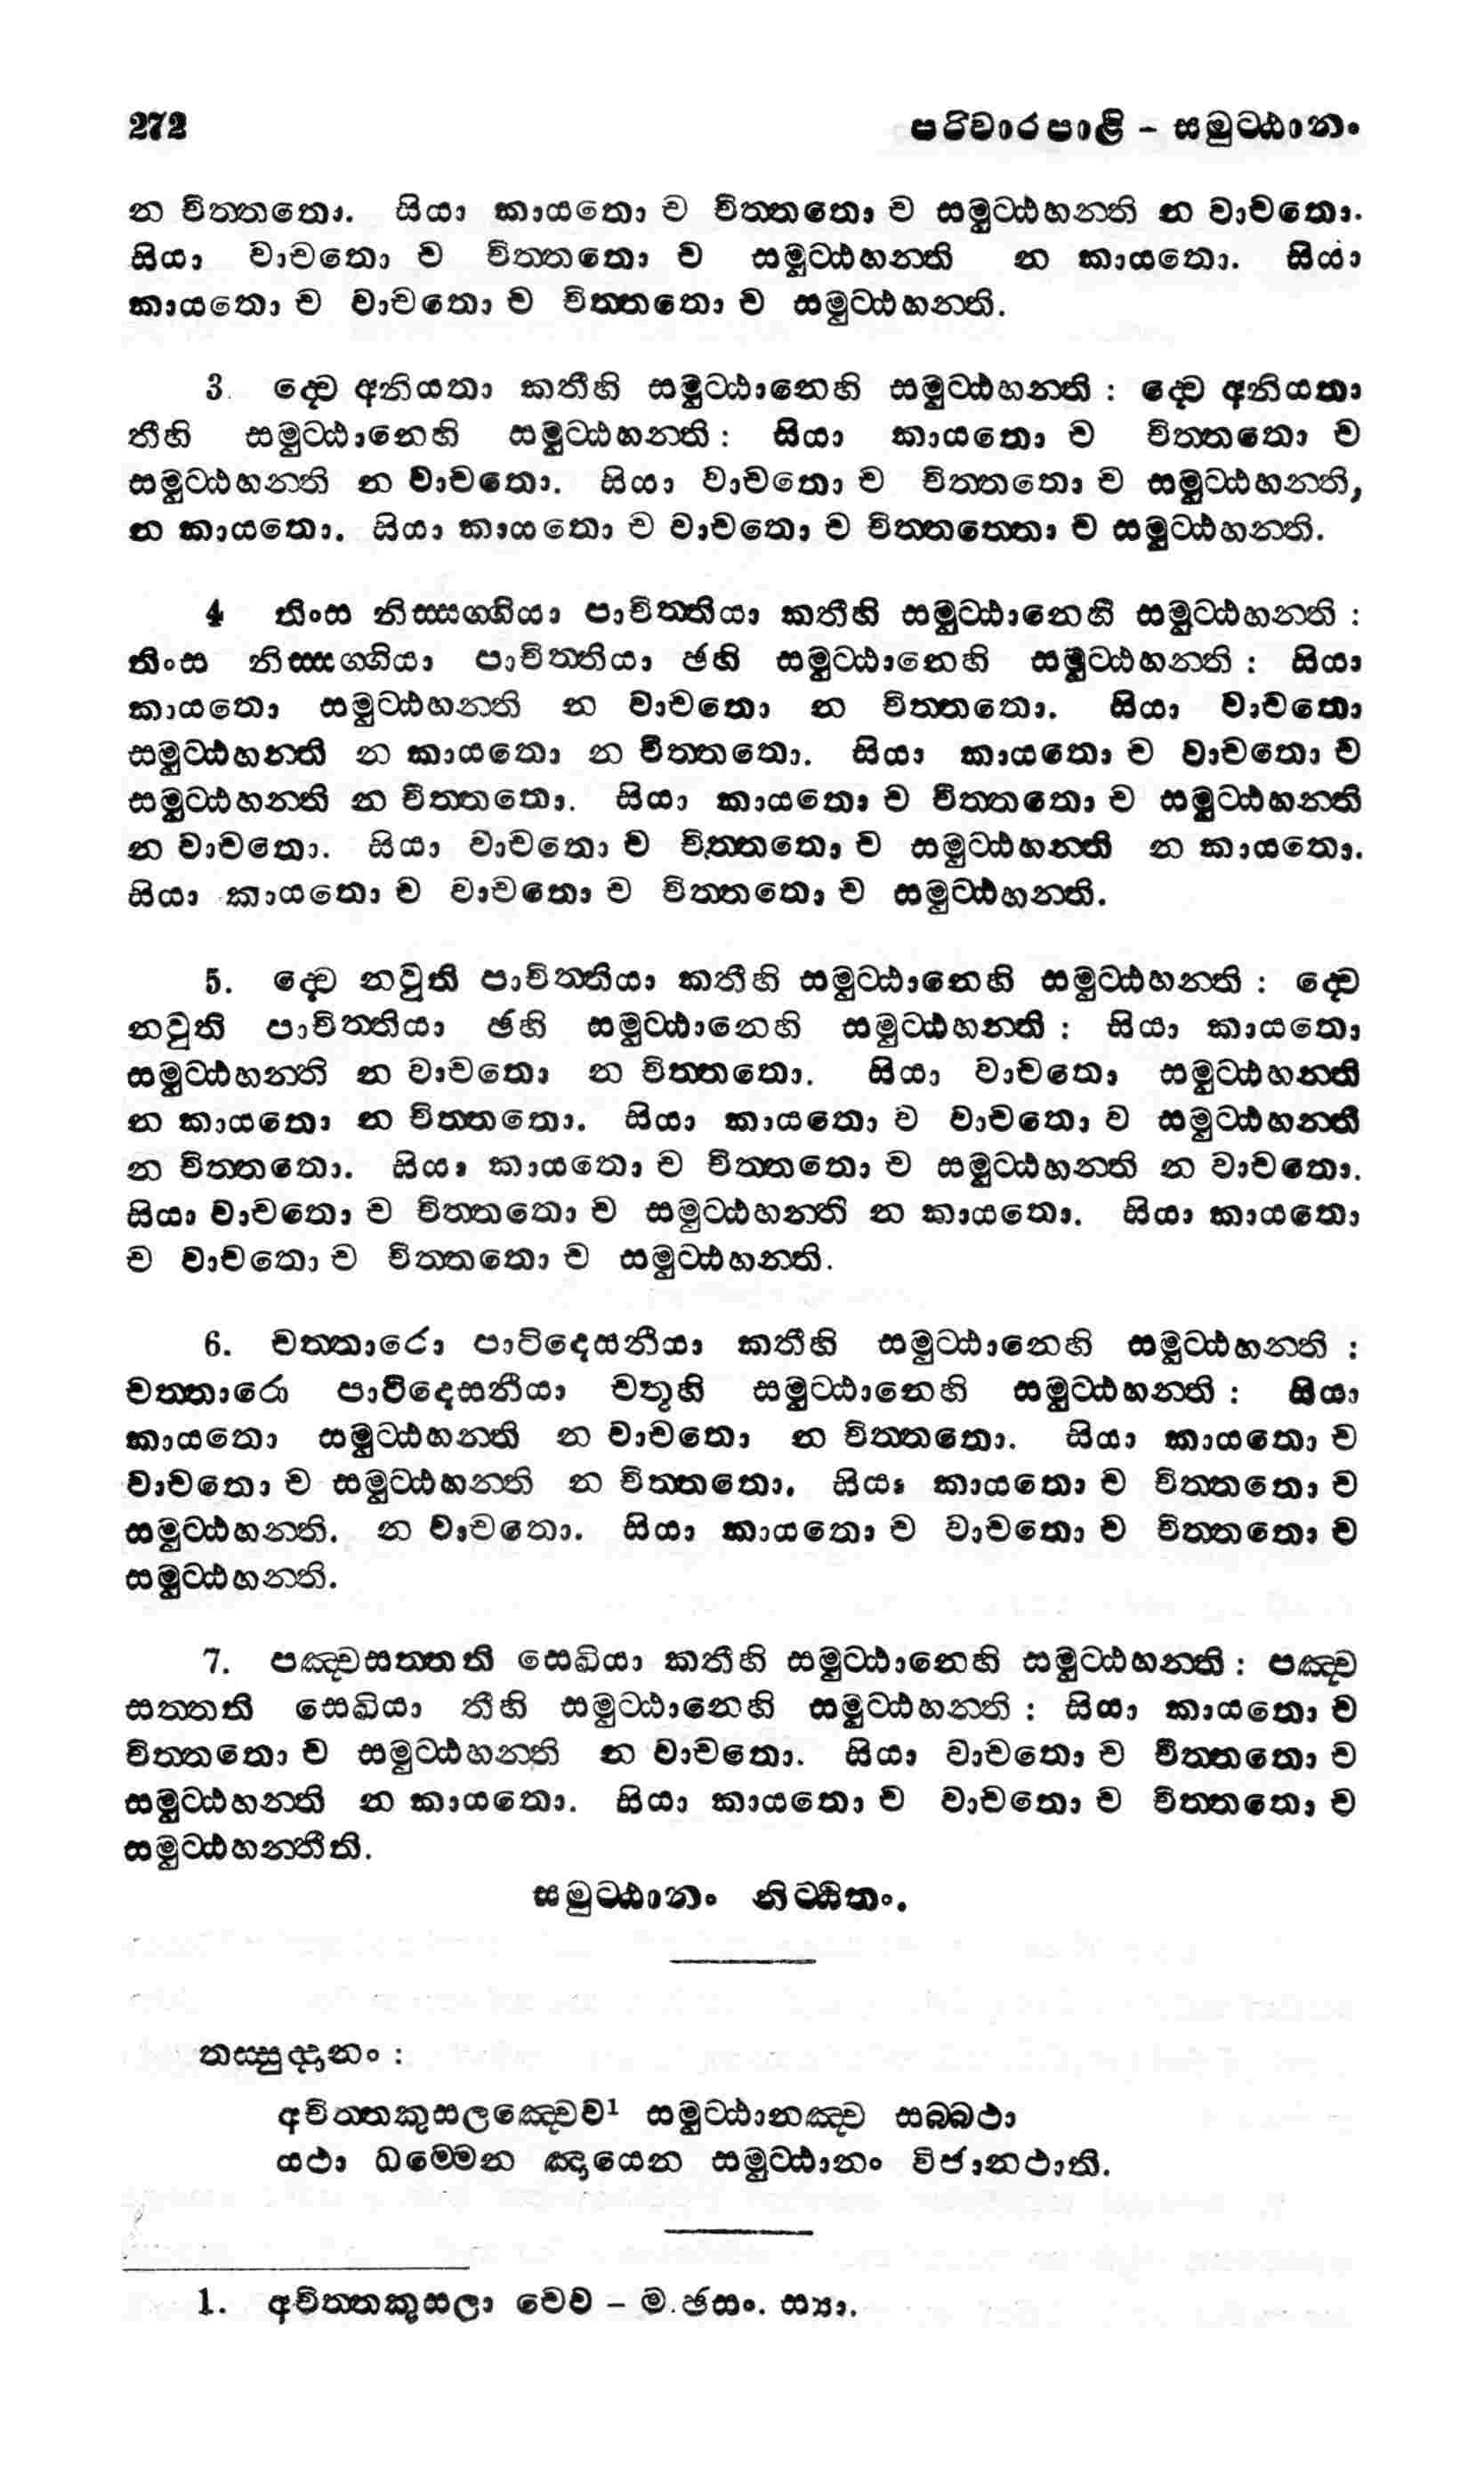 272 පරිවාරපාළි - සමුට්ඨානං
න චිත්තතො. සියා කායතො ච චිත්තතො ච සමුට්ඨහන්ති න වාචතො.
සියා වාචතො ච චිත්තතො ච සමුට්ඨහන්ති න කායතො. සියා
කායතො ච වාචතො ච චිත්තතො ච සමුට්ඨහන්ති.
3. ද්වෙ අනියතා කතීහි සමුට්ඨානෙහි සමුට්ඨහන්ති : ද්වෙ අනියතා
තීහි සමුට්ඨානෙහි සමුට්ඨහන්ති : සියා කායතො ච චිත්තතො ච
සමුට්ඨහන්ති න වාචතො. සියා වාචතො ච චිත්තතො ච සමුට්ඨහන්ති,
න කායතො. සියා කායතො ච වාචතො ච චිත්තත්තො ච සමුට්ඨහන්ති.
4 තිංස නිස්සග්ගියා පාචිත්තියා කතීහි සමුට්ඨානෙහි සමුට්ඨහන්ති :
තිංස නිස්සග්ගියා පාචිත්තියා ඡහි සමුට්ඨානෙහි සමුට්ඨහන්ති : සියා
කායතො සමුට්ඨහන්ති න වාචතො න චිත්තතො. සියා වාචතො
සමුට්ඨහන්ති න කායතො න චිත්තතො. සියා කායතො ච වාචතො ච
සමුට්ඨහන්ති න චිත්තතො. සියා කායතො ච චිත්තතො ච සමුට්ඨහන්ති
න වාචතො. සියා වාචතො ච චිත්තතො ච සමුට්ඨහන්ති න කායතො.
සියා කායතො ච වාචතො ච චිත්තතො ච සමුට්ඨහන්ති.
5. ද්වෙ නවුති පාචිත්තියා කතීහි සමුට්ඨානෙහි සමුට්ඨහන්ති : ද්වෙ
නවුති පාචිත්තියා ඡහි සමුට්ඨානෙහි සමුට්ඨහන්ති : සියා කායතො
සමුට්ඨහන්ති න වාචතො න චිත්තතො. සියා වාචතො සමුට්ඨහන්ති
න කායතො න චිත්තතො. සියා කායතො ච වාචතො ච සමුට්ඨහන්ති
න චිත්තතො. සියා කායතො ච චිත්තතො ච සමුට්ඨහන්ති න වාචතො.
සියා වාචතො ච චිත්තතො ච සමුට්ඨහන්ති න කායතො. සියා කායතො
ච වාචතො ච චිත්තතො ච සමුට්ඨහන්ති.
6. චත්තාරො පාටිදෙසනීයා කතීහි සමුට්ඨානෙහි සමුට්ඨහන්ති :
චත්තාරො පාටිදෙසනීයා චතූහි සමුට්ඨානෙහි සමුට්ඨහන්ති : සියා
කායතො සමුට්ඨහන්ති න වාචතො න චිත්තතො. සියා කායතො ච
වාචතො ච සමුට්ඨහන්ති න චිත්තතො. සියා කායතො ච චිත්තතො ච
සමුට්ඨහන්ති. න වාචතො. සියා කායතො ච වාචතො ච චිත්තතො ච
සමුට්ඨහන්ති.
7. පඤ්චසත්තති සෙඛියා කතීහි සමුට්ඨානෙහි සමුට්ඨහන්ති : පඤ්ච
සත්තති සෙඛියා තීහි සමුට්ඨානෙහි සමුට්ඨහන්ති : සියා කායතො ච
චිත්තතො ච සමුට්ඨහන්ති න වාචතො. සියා වාචතො ච චිත්තතො ච
සමුට්ඨහන්ති න කායතො. සියා කායතො ච වාචතො ච චිත්තතො ච
සමුට්ඨහන්තීති.
සමුට්ඨානං නිට්ඨිතං.
තස්සුද්දානං :
අචිත්තකුසලඤ්චෙව1 සමුට්ඨානඤ්ච සබ්බථා
යථා ධම්මෙන ඤායෙන සමුට්ඨානං විජානථාති.
1. අචිත්තකුසලා චෙව - ම.ඡසං. ස්‍යා.